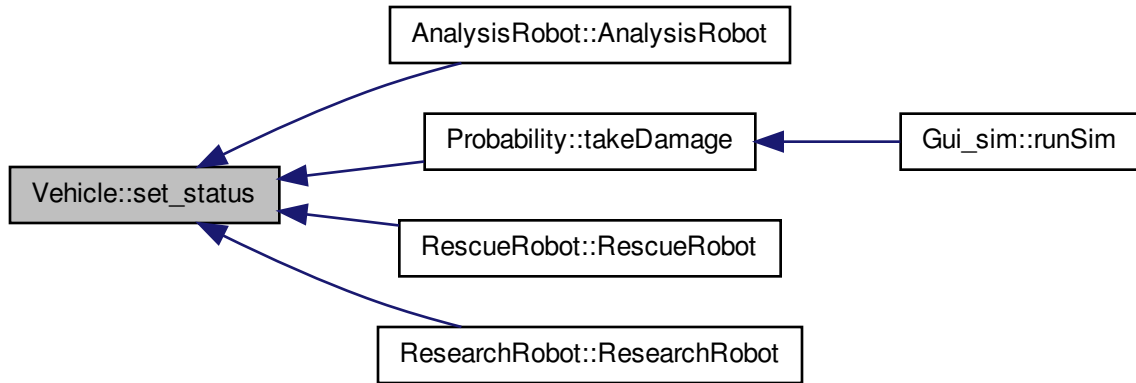 AnalysisRobot::AnalysisRobot
Probability::takeDamage
Gui_sim::runSim
Vehicle::set_status
RescueRobot::RescueRobot
ResearchRobot::ResearchRobot